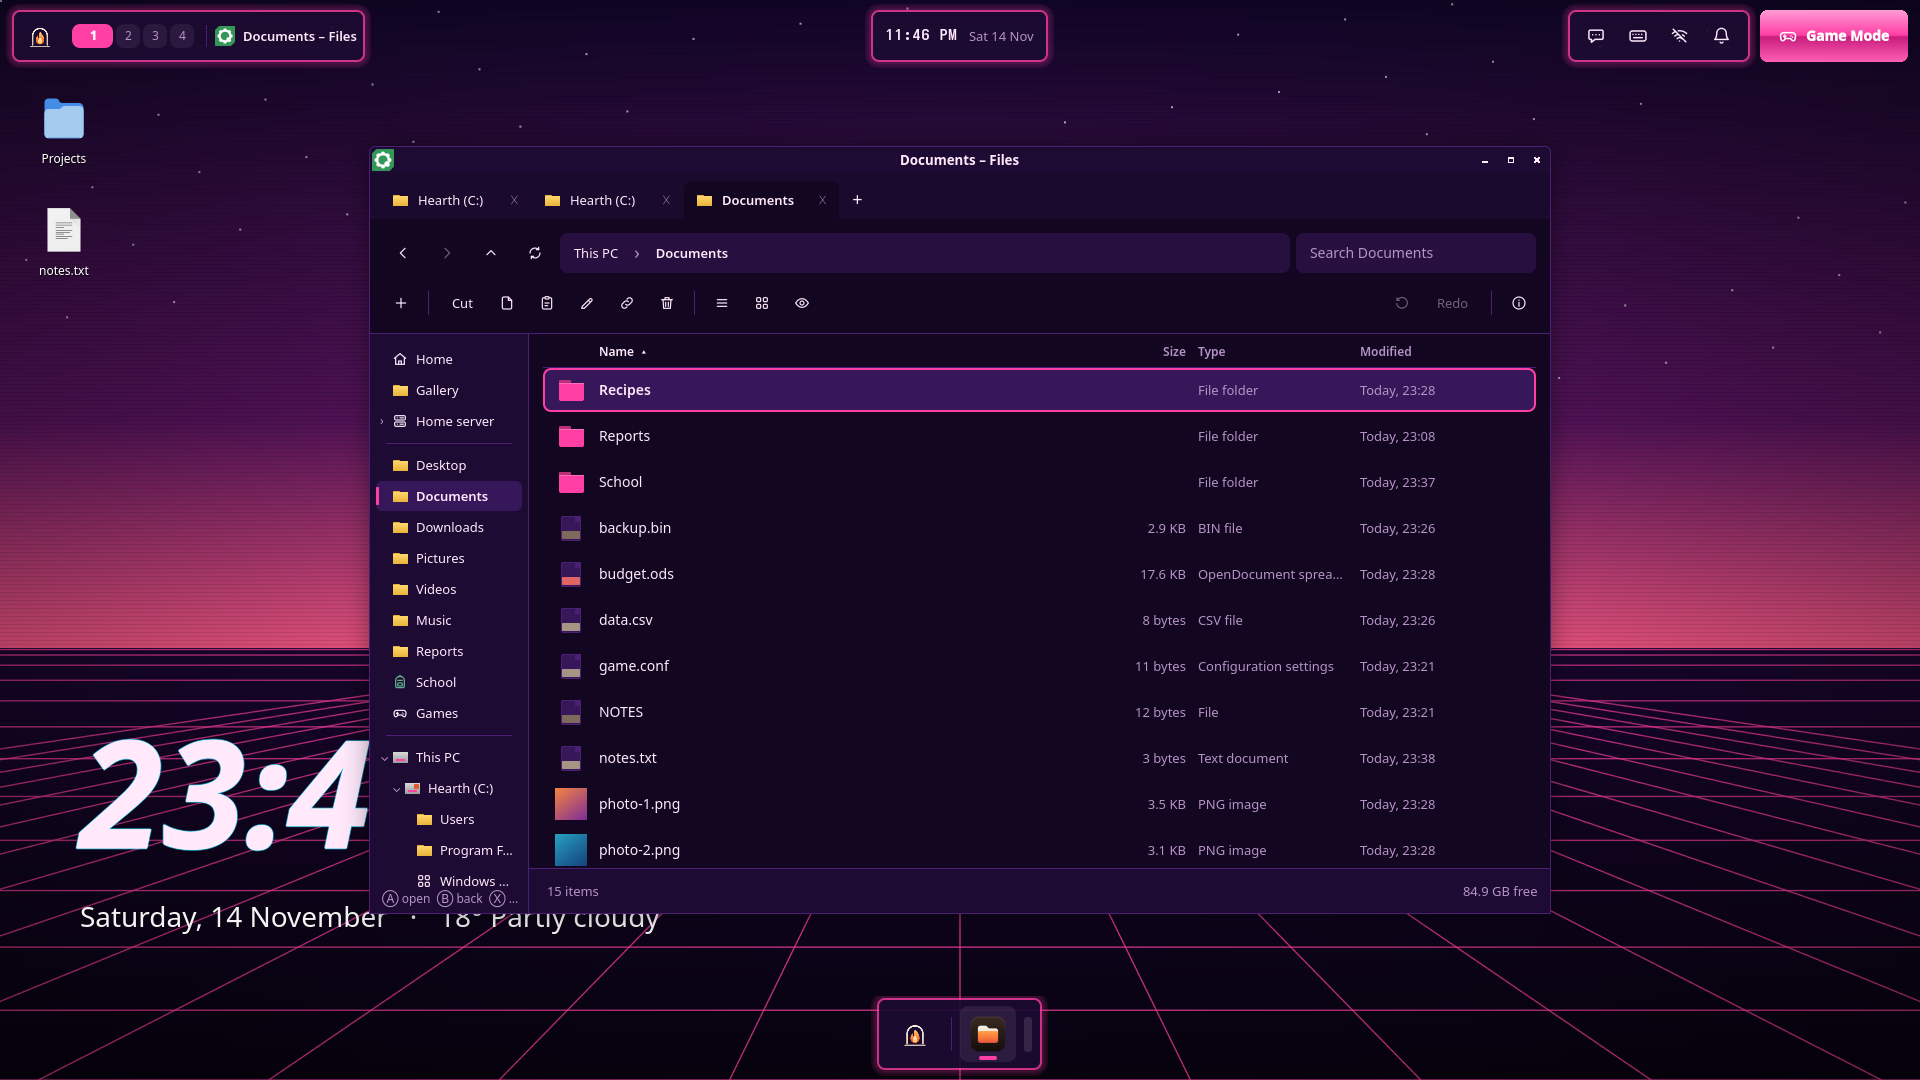 1 2 3 4 Documents – Files
11:46 PM Sat 14 Nov
Game Mode
Projects
notes.txt
Documents – Files
Hearth (C:) X Hearth (C:) X Documents X +
This PC › Documents
Search Documents
Cut
Redo
Home
Gallery
Home server
Desktop
Documents
Downloads
Pictures
Videos
Music
Reports
School
Games
This PC
Hearth (C:)
Users
Program F...
Windows ...
A open B back X ...
Name Size Type Modified
Recipes File folder Today, 23:28
Reports File folder Today, 23:08
School File folder Today, 23:37
backup.bin 2.9 KB BIN file Today, 23:26
budget.ods 17.6 KB OpenDocument sprea... Today, 23:28
data.csv 8 bytes CSV file Today, 23:26
game.conf 11 bytes Configuration settings Today, 23:21
NOTES 12 bytes File Today, 23:21
notes.txt 3 bytes Text document Today, 23:38
photo-1.png 3.5 KB PNG image Today, 23:28
photo-2.png 3.1 KB PNG image Today, 23:28
15 items 84.9 GB free
23:4
Saturday, 14 November · 18° Partly cloudy